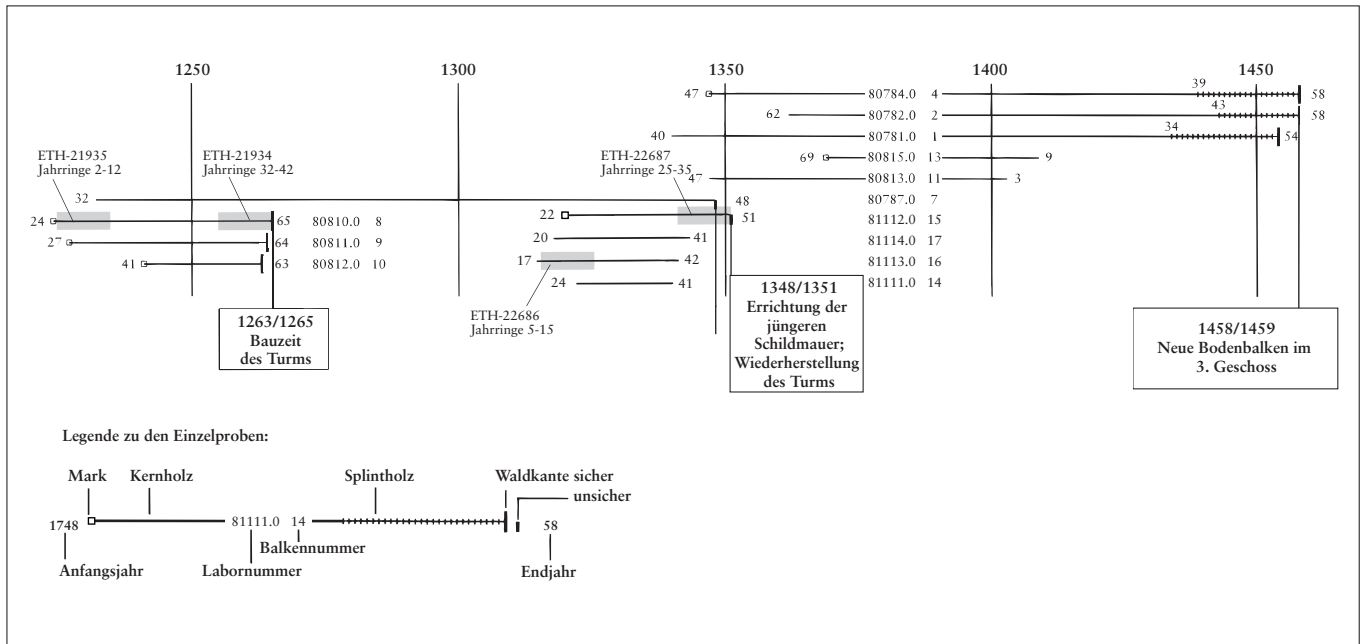 1250 1300 1350 1400 1450
47 80784.0 4 39 58
62 80782.0 2 43 58
40 80781.0 1 34 54
69 80815.0 13 9
47 80813.0 11 3
ETH-21935
Jahrringe 2-12
ETH-21934
Jahrringe 32-42
ETH-22687
Jahrringe 25-35
32 48 80787.0 7
24 65 80810.0 8
22 51 81112.0 15
27 64 80811.0 9
20 41 81114.0 17
41 63 80812.0 10
17 42 81113.0 16
24 41 81111.0 14
ETH-22686
Jahrringe 5-15
1263/1265
Bauzeit
des Turms
1348/1351
Errichtung der
jüngeren
Schildmauer;
Wiederherstellung
des Turms
1458/1459
Neue Bodenbalken im
3. Geschoss
Legende zu den Einzelproben:
Mark Kernholz Splintholz Waldkante sicher
unsicher
1748 81111.0 14 58
Balkennummer
Anfangsjahr Labornummer Endjahr